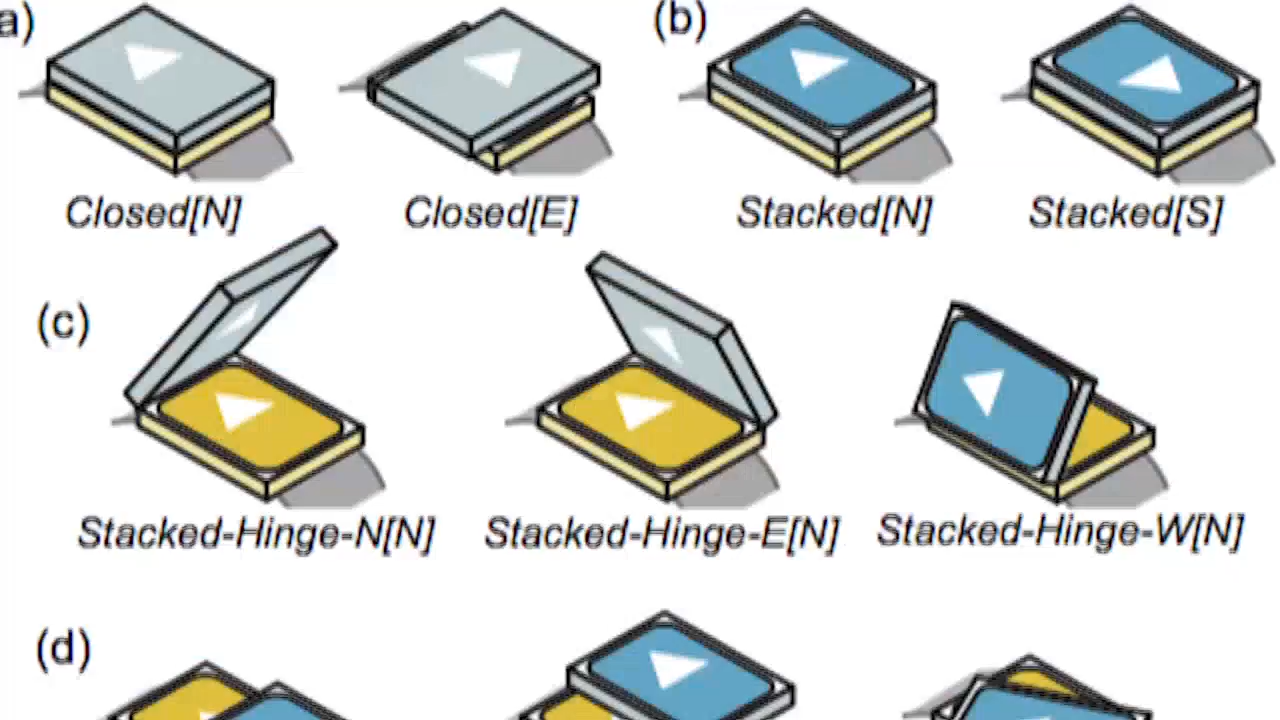 a) (b)
Closed[N] Closed[E] Stacked[N] Stacked[S]
(c)
Stacked-Hinge-N[N] Stacked-Hinge-E[N] Stacked-Hinge-W[N]
(d)